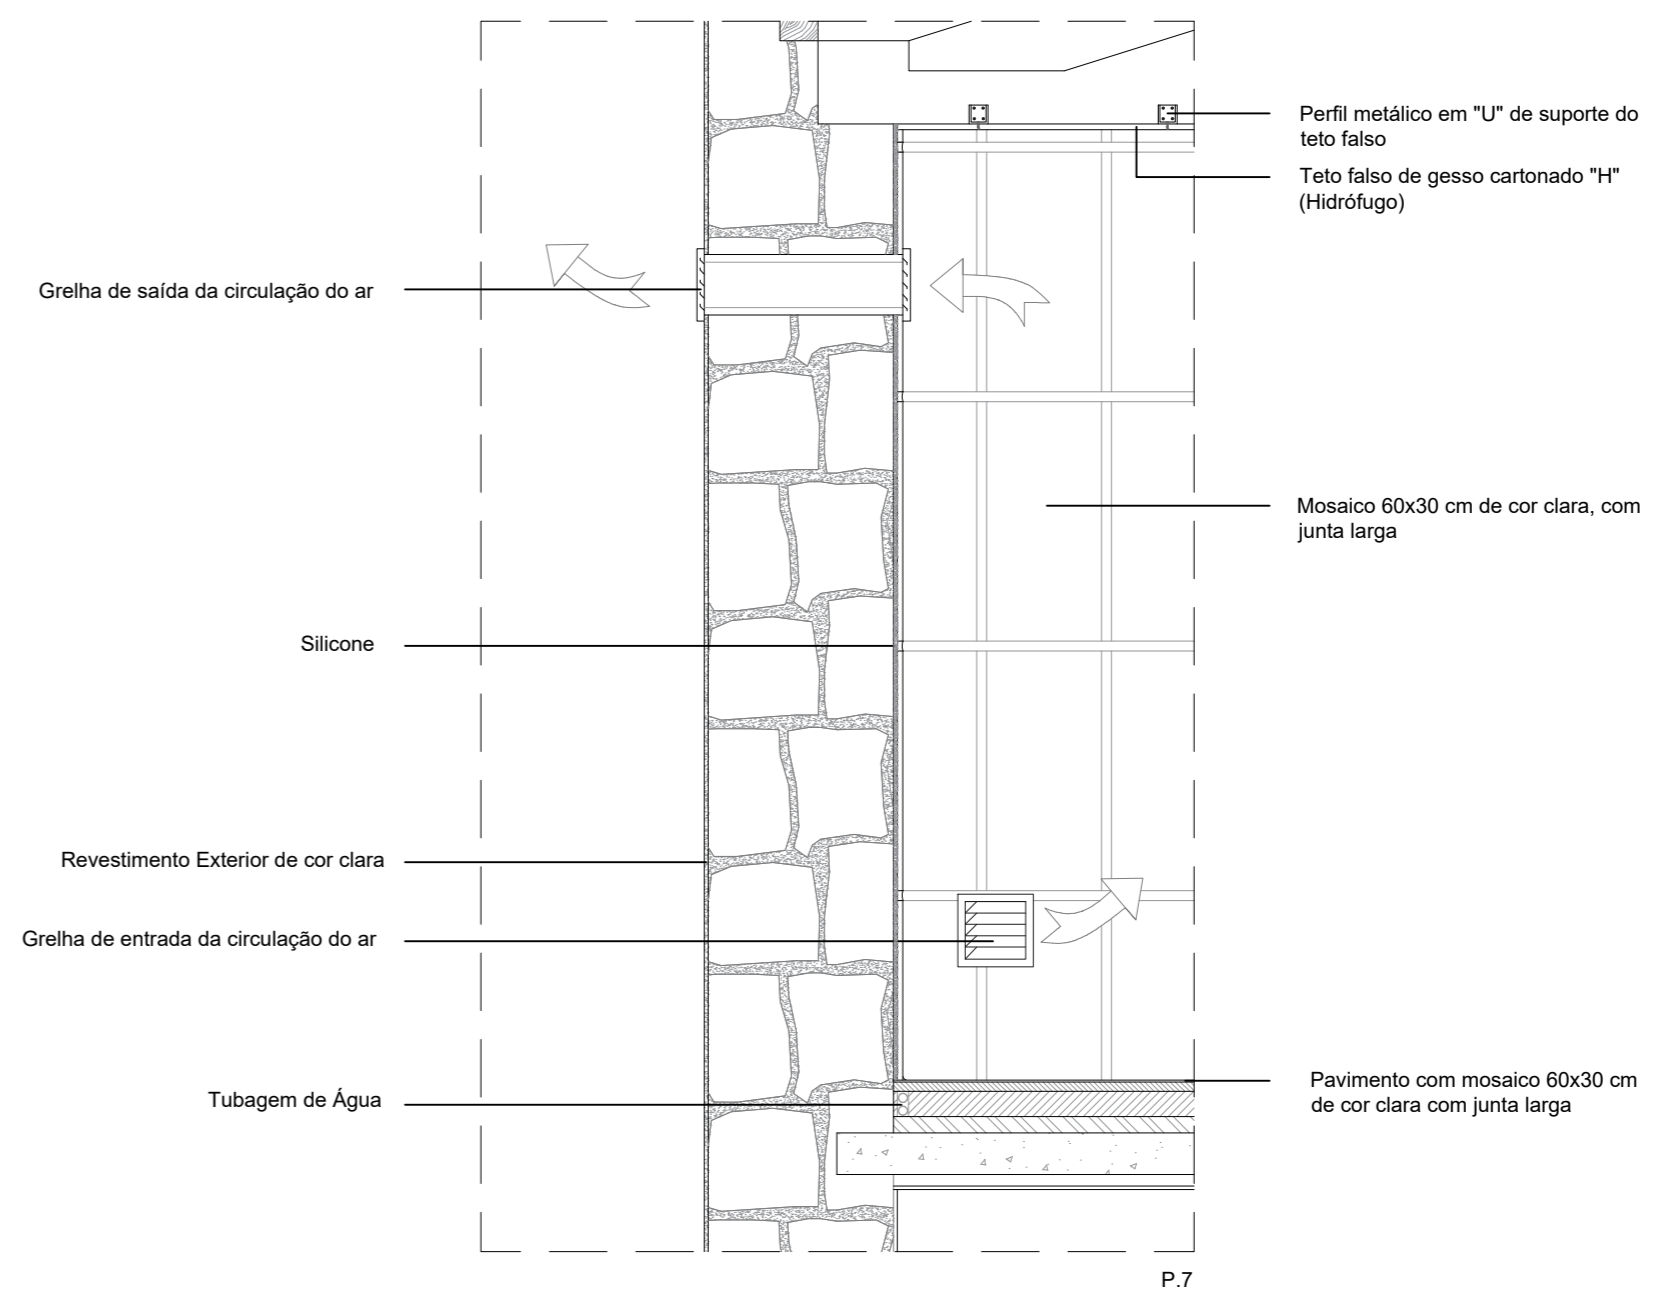 Perfil metálico em "U" de suporte do
teto falso
Teto falso de gesso cartonado "H"
(Hidrófugo)
Grelha de saída da circulação do ar
Mosaico 60x30 cm de cor clara, com
junta larga
Silicone
Revestimento Exterior de cor clara
Grelha de entrada da circulação do ar
Tubagem de Água
Pavimento com mosaico 60x30 cm
de cor clara com junta larga
P.7